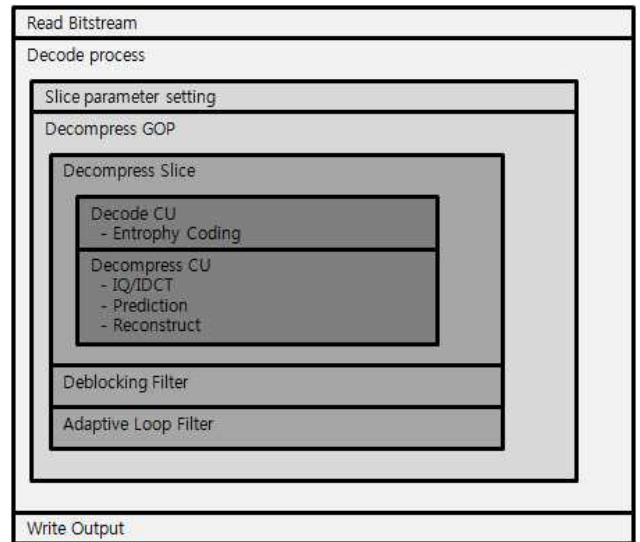 Read Bitstream
Decode process
Slice parameter setting
Decompress GOP
Decompress Slice
Decode CU
- Entrophy Coding
Decompress CU
- IQ/IDCT
- Prediction
- Reconstruct
Deblocking Filter
Adaptive Loop Filter
Write Output